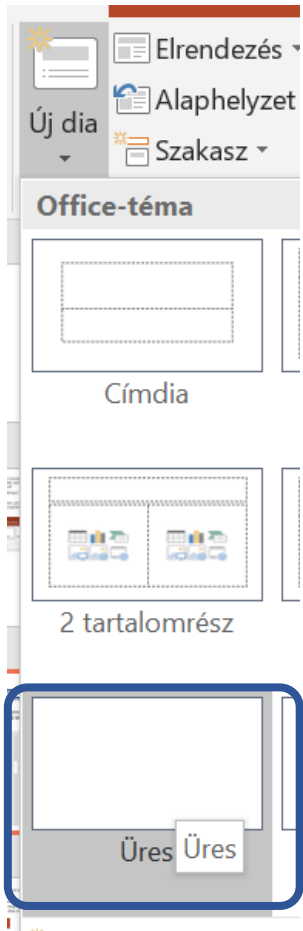 Elrendezés
Alaphelyzet
Új dia
Szakasz
Office-téma
Címdia
2 tartalomrész
Üres
Üres